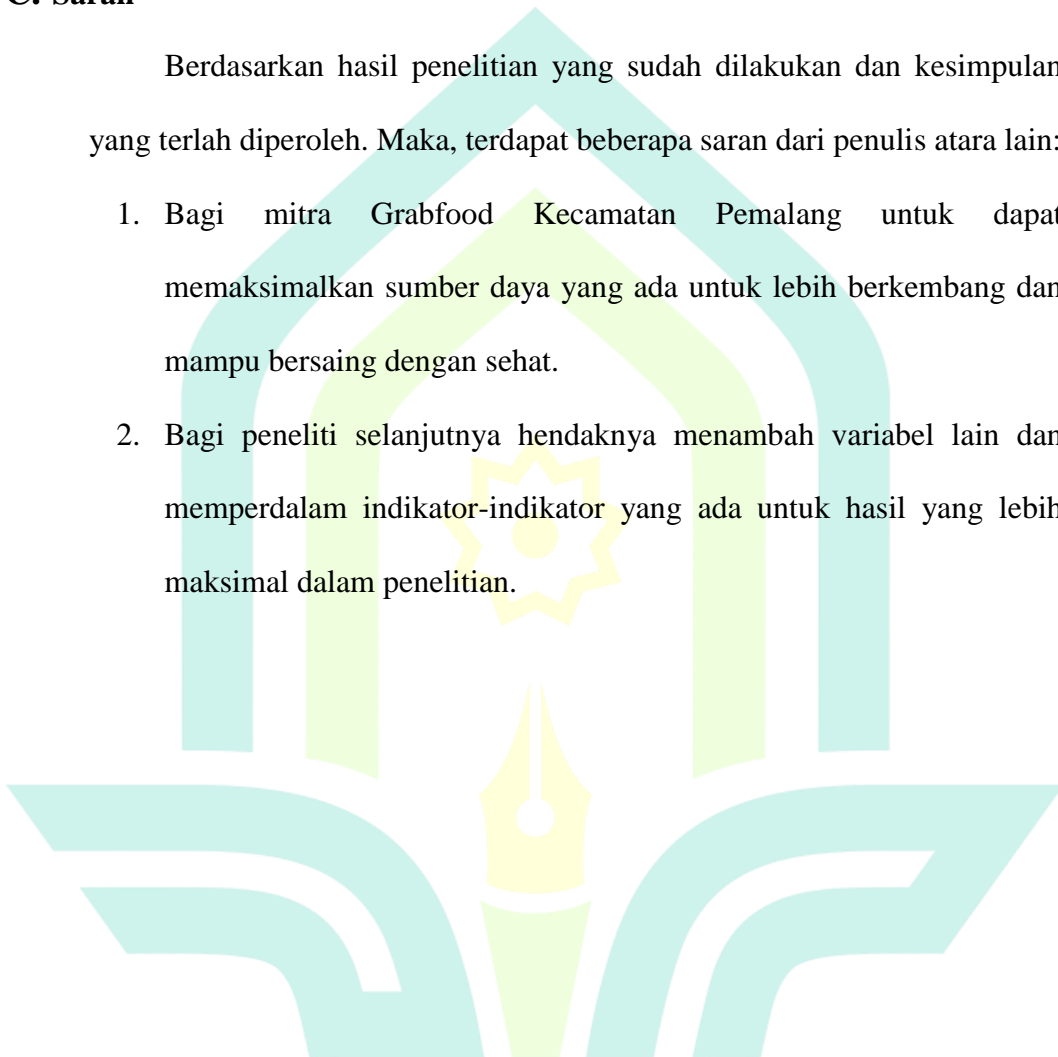 C. Saran
Berdasarkan hasil penelitian yang sudah dilakukan dan kesimpulan
yang terlah diperoleh. Maka, terdapat beberapa saran dari penulis atara lain:
1. Bagi mitra Grabfood Kecamatan Pemalang untuk dapat
memaksimalkan sumber daya yang ada untuk lebih berkembang dan
mampu bersaing dengan sehat.
2. Bagi peneliti selanjutnya hendaknya menambah variabel lain dan
memperdalam indikator-indikator yang ada untuk hasil yang lebih
maksimal dalam penelitian.